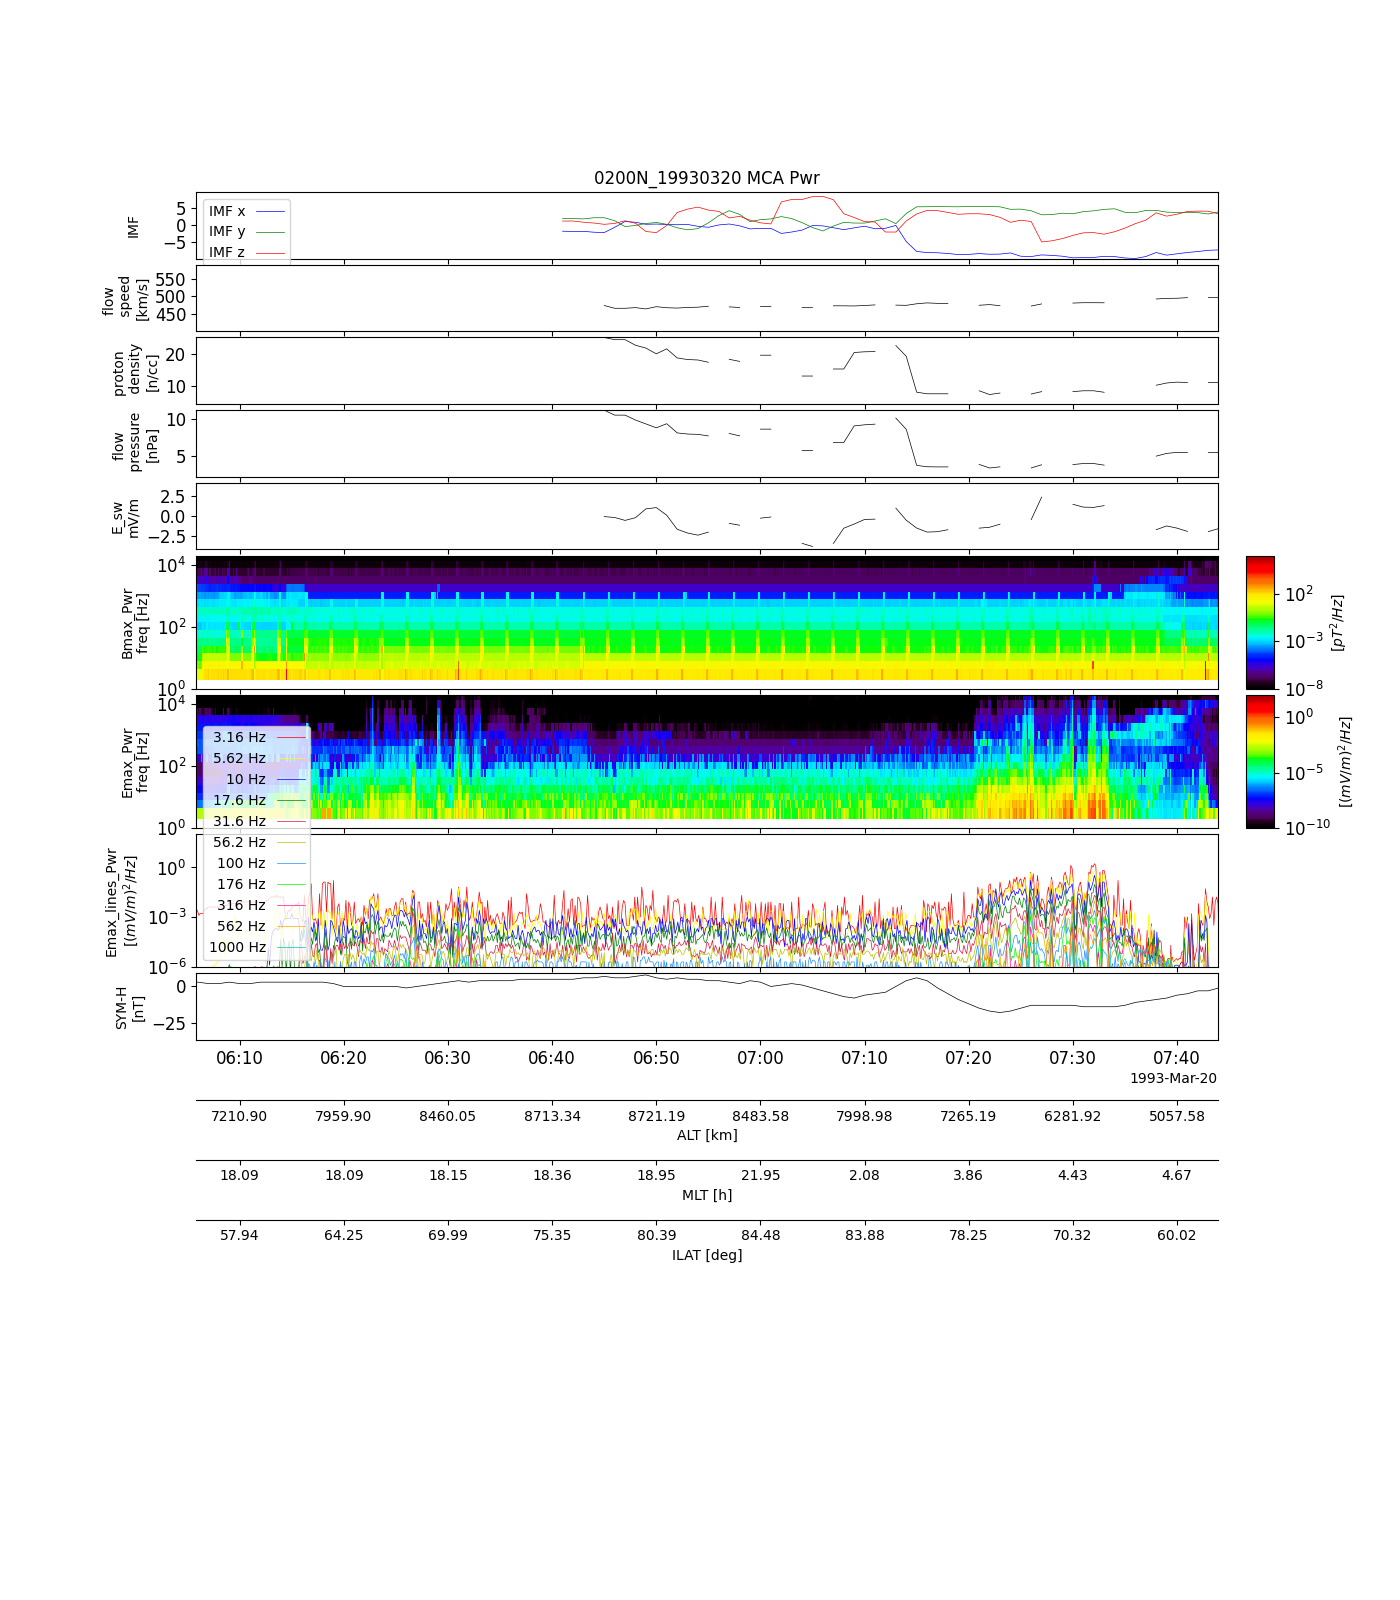 0200N_19930320 MCA Pwr
IMF
5
0
−5
IMF x
IMF y
IMF z
flow
speed
[km/s]
550
500
450
proton
density
[n/cc]
20
10
flow
pressure
[nPa]
10
5
E_sw
mV/m
2.5
0.0
−2.5
Bmax_Pwr
freq [Hz]
10^4
10^2
10^0
10^2
10^−3
10^−8
[pT^2/Hz]
Emax_Pwr
freq [Hz]
10^4
10^2
10^0
10^0
10^−5
10^−10
[(mV/m)^2/Hz]
3.16 Hz
5.62 Hz
10 Hz
17.6 Hz
31.6 Hz
56.2 Hz
100 Hz
176 Hz
316 Hz
562 Hz
1000 Hz
Emax_lines_Pwr
[(mV/m)^2/Hz]
10^0
10^−3
10^−6
SYM-H
[nT]
0
−25
06:10 06:20 06:30 06:40 06:50 07:00 07:10 07:20 07:30 07:40
1993-Mar-20
7210.90 7959.90 8460.05 8713.34 8721.19 8483.58 7998.98 7265.19 6281.92 5057.58
ALT [km]
18.09 18.09 18.15 18.36 18.95 21.95 2.08 3.86 4.43 4.67
MLT [h]
57.94 64.25 69.99 75.35 80.39 84.48 83.88 78.25 70.32 60.02
ILAT [deg]